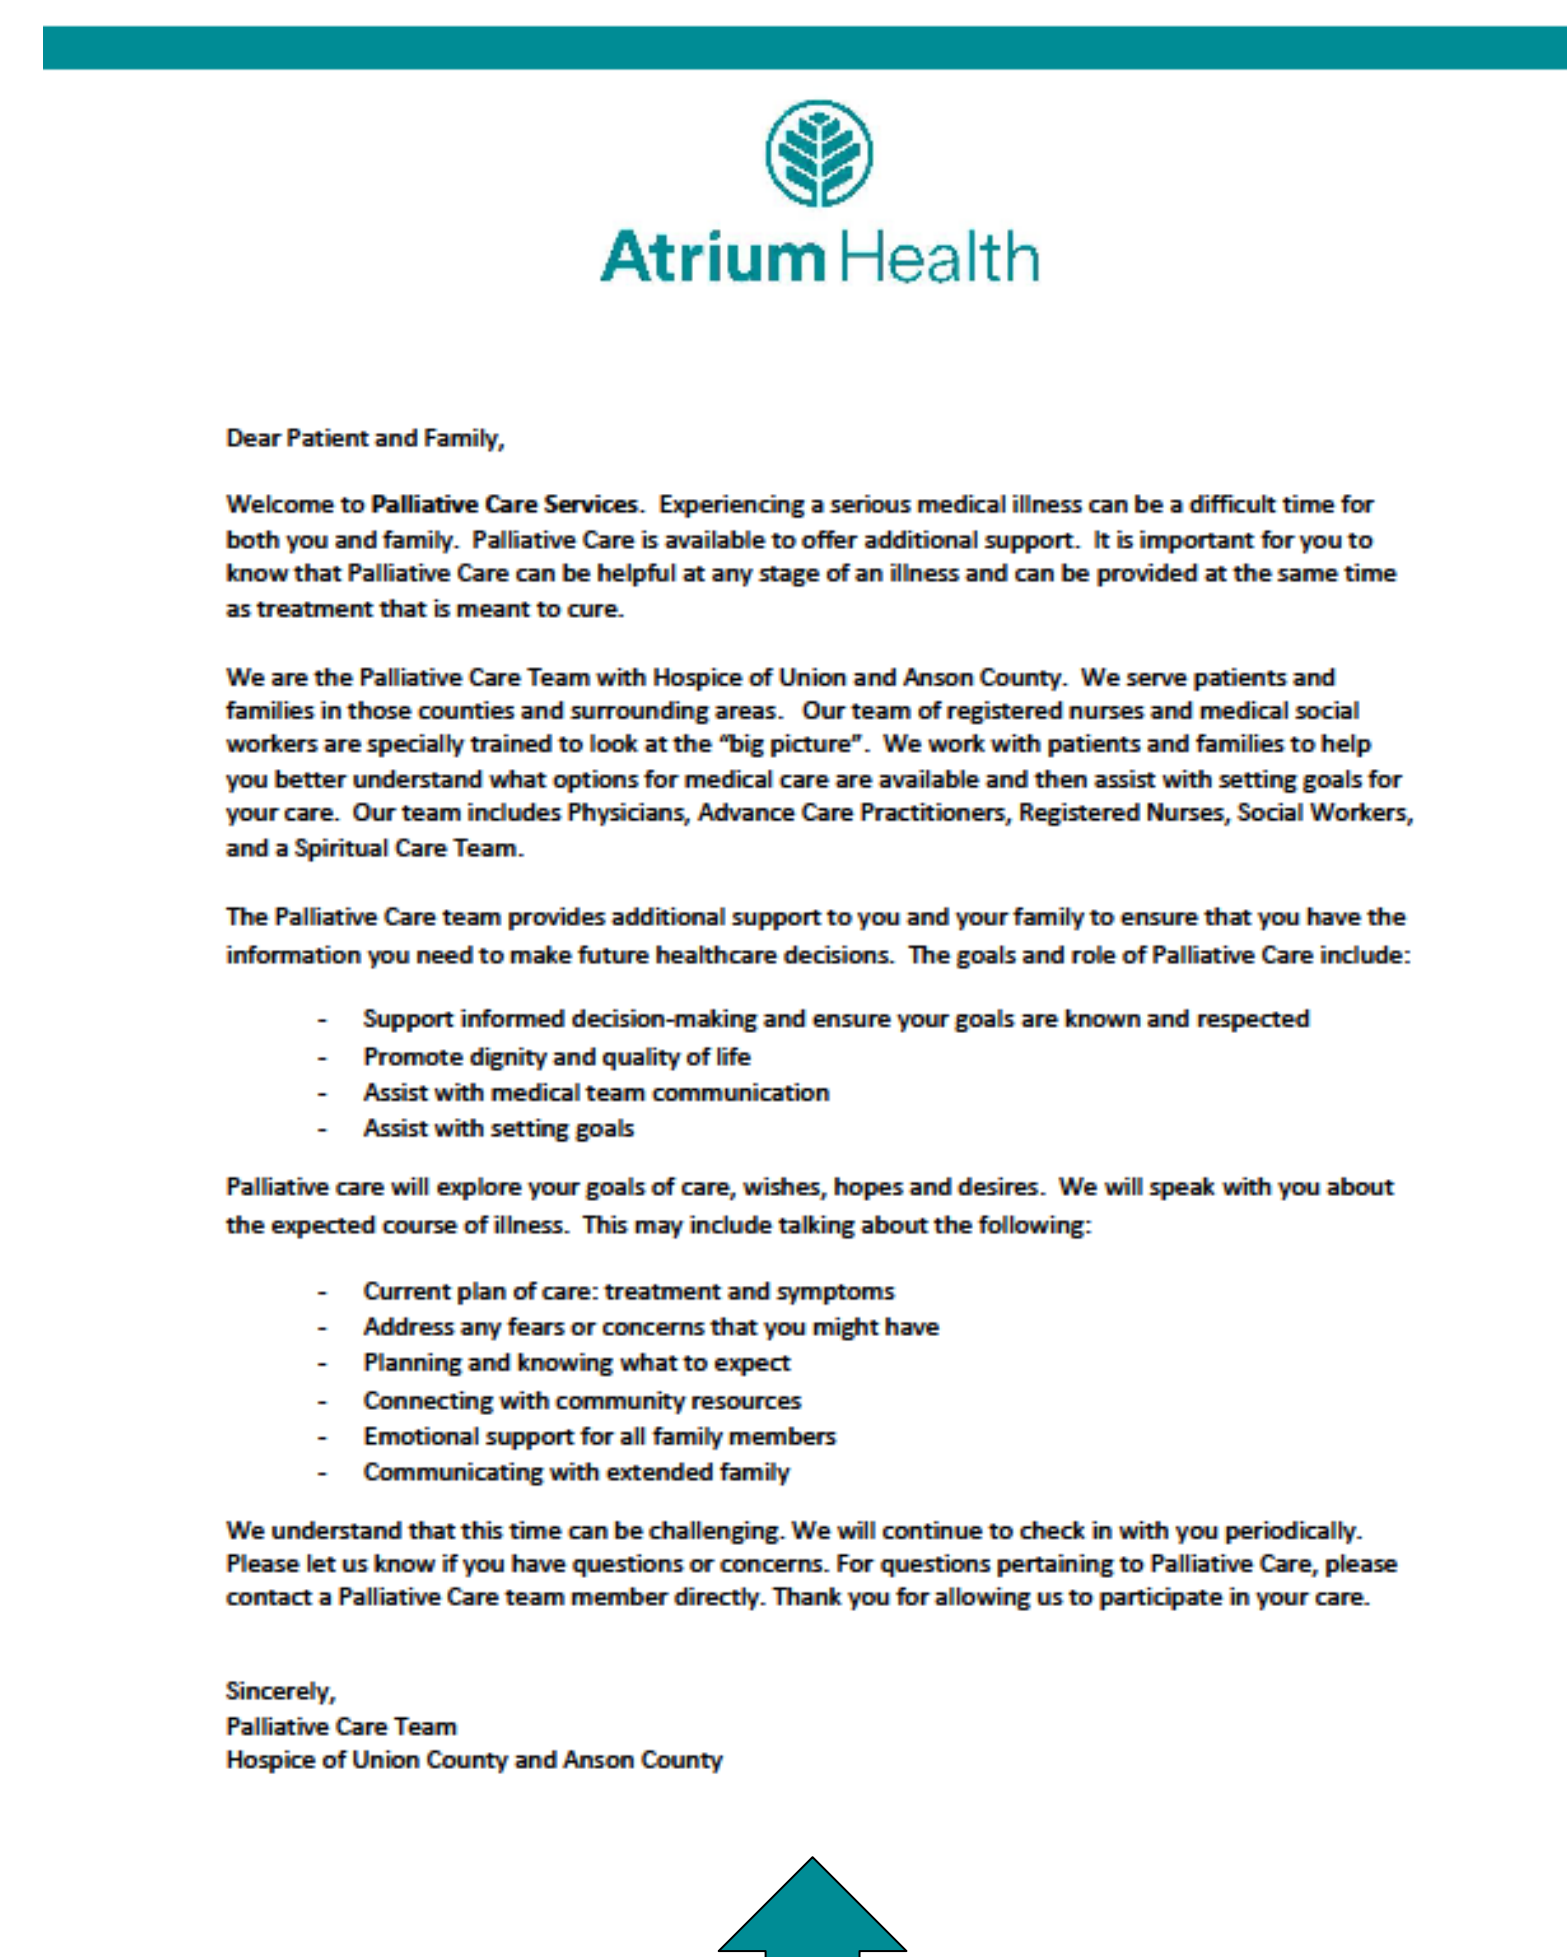 Atrium Health
Dear Patient and Family,
Welcome to Palliative Care Services.  Experiencing a serious medical illness can be a difficult time for
both you and family.  Palliative Care is available to offer additional support.  It is important for you to
know that Palliative Care can be helpful at any stage of an illness and can be provided at the same time
as treatment that is meant to cure.
We are the Palliative Care Team with Hospice of Union and Anson County.  We serve patients and
families in those counties and surrounding areas.   Our team of registered nurses and medical social
workers are specially trained to look at the “big picture”.  We work with patients and families to help
you better understand what options for medical care are available and then assist with setting goals for
your care.  Our team includes Physicians, Advance Care Practitioners, Registered Nurses, Social Workers,
and a Spiritual Care Team.
The Palliative Care team provides additional support to you and your family to ensure that you have the
information you need to make future healthcare decisions.  The goals and role of Palliative Care include:
- Support informed decision-making and ensure your goals are known and respected
- Promote dignity and quality of life
- Assist with medical team communication
- Assist with setting goals
Palliative care will explore your goals of care, wishes, hopes and desires.  We will speak with you about
the expected course of illness.  This may include talking about the following:
- Current plan of care: treatment and symptoms
- Address any fears or concerns that you might have
- Planning and knowing what to expect
- Connecting with community resources
- Emotional support for all family members
- Communicating with extended family
We understand that this time can be challenging. We will continue to check in with you periodically.
Please let us know if you have questions or concerns. For questions pertaining to Palliative Care, please
contact a Palliative Care team member directly. Thank you for allowing us to participate in your care.
Sincerely,
Palliative Care Team
Hospice of Union County and Anson County